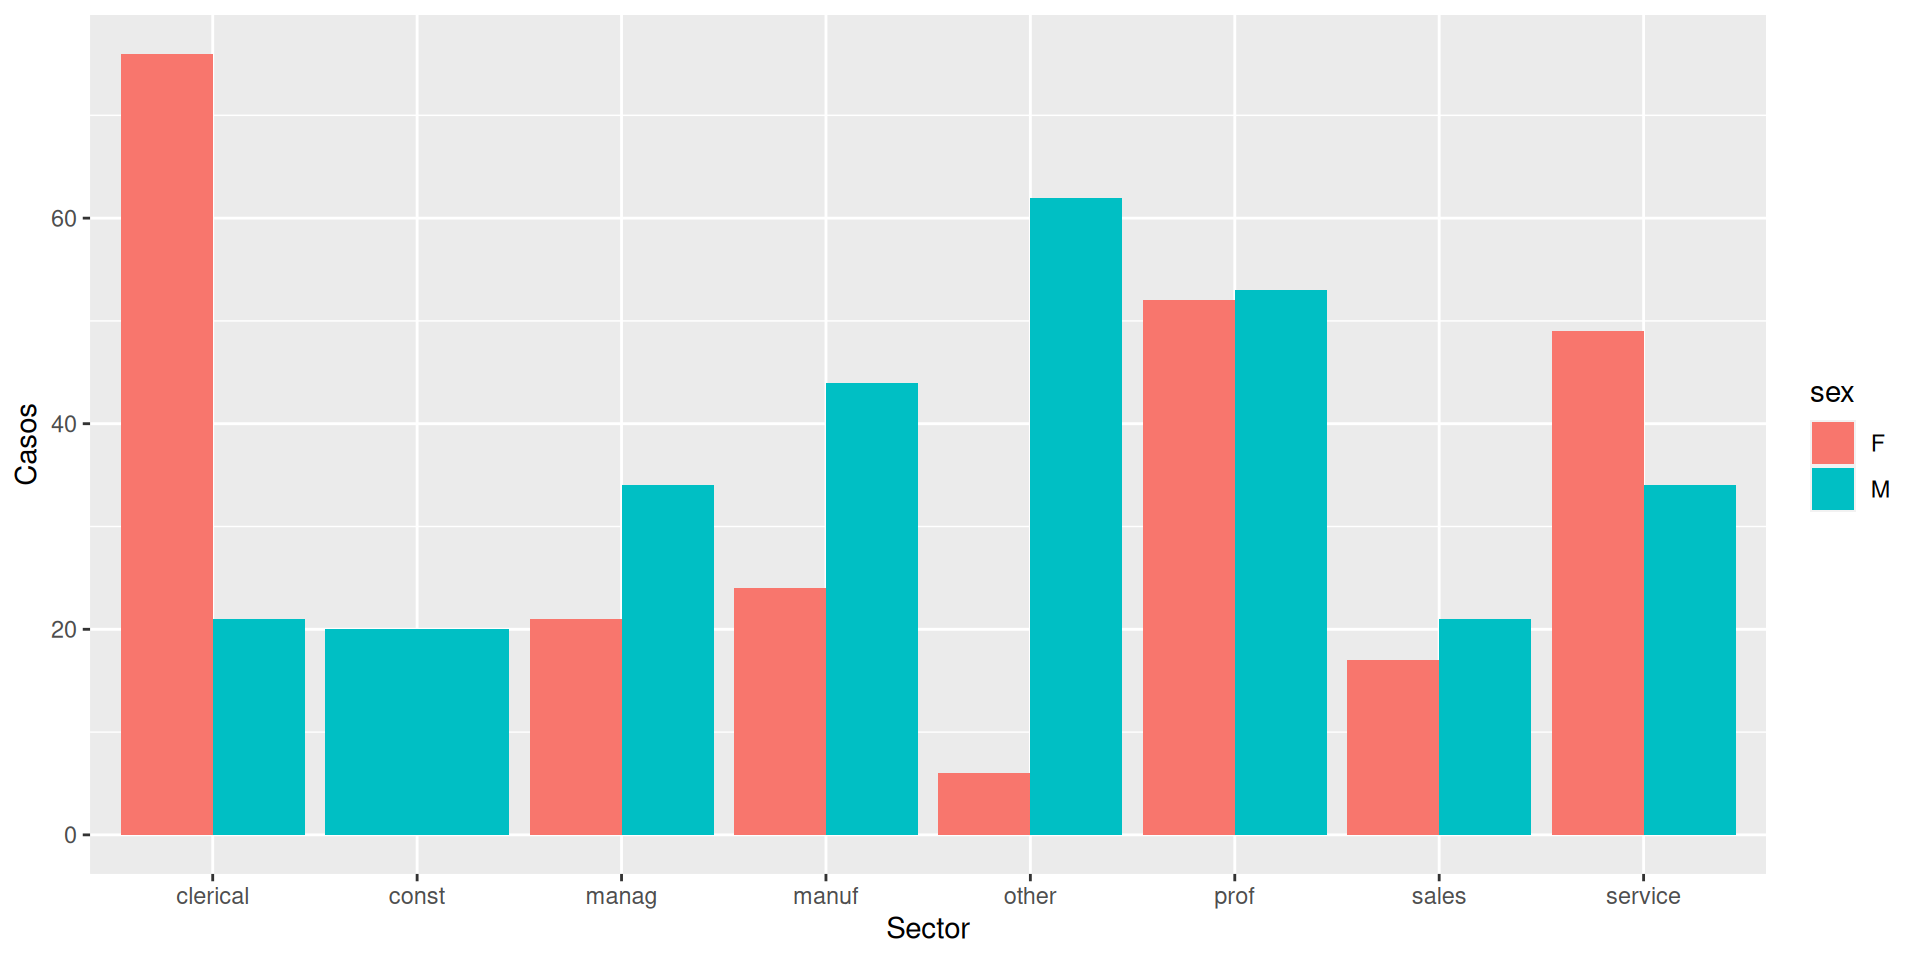 Casos
60
40
20
0
clerical const manag manuf other prof sales service
Sector
sex
F
M